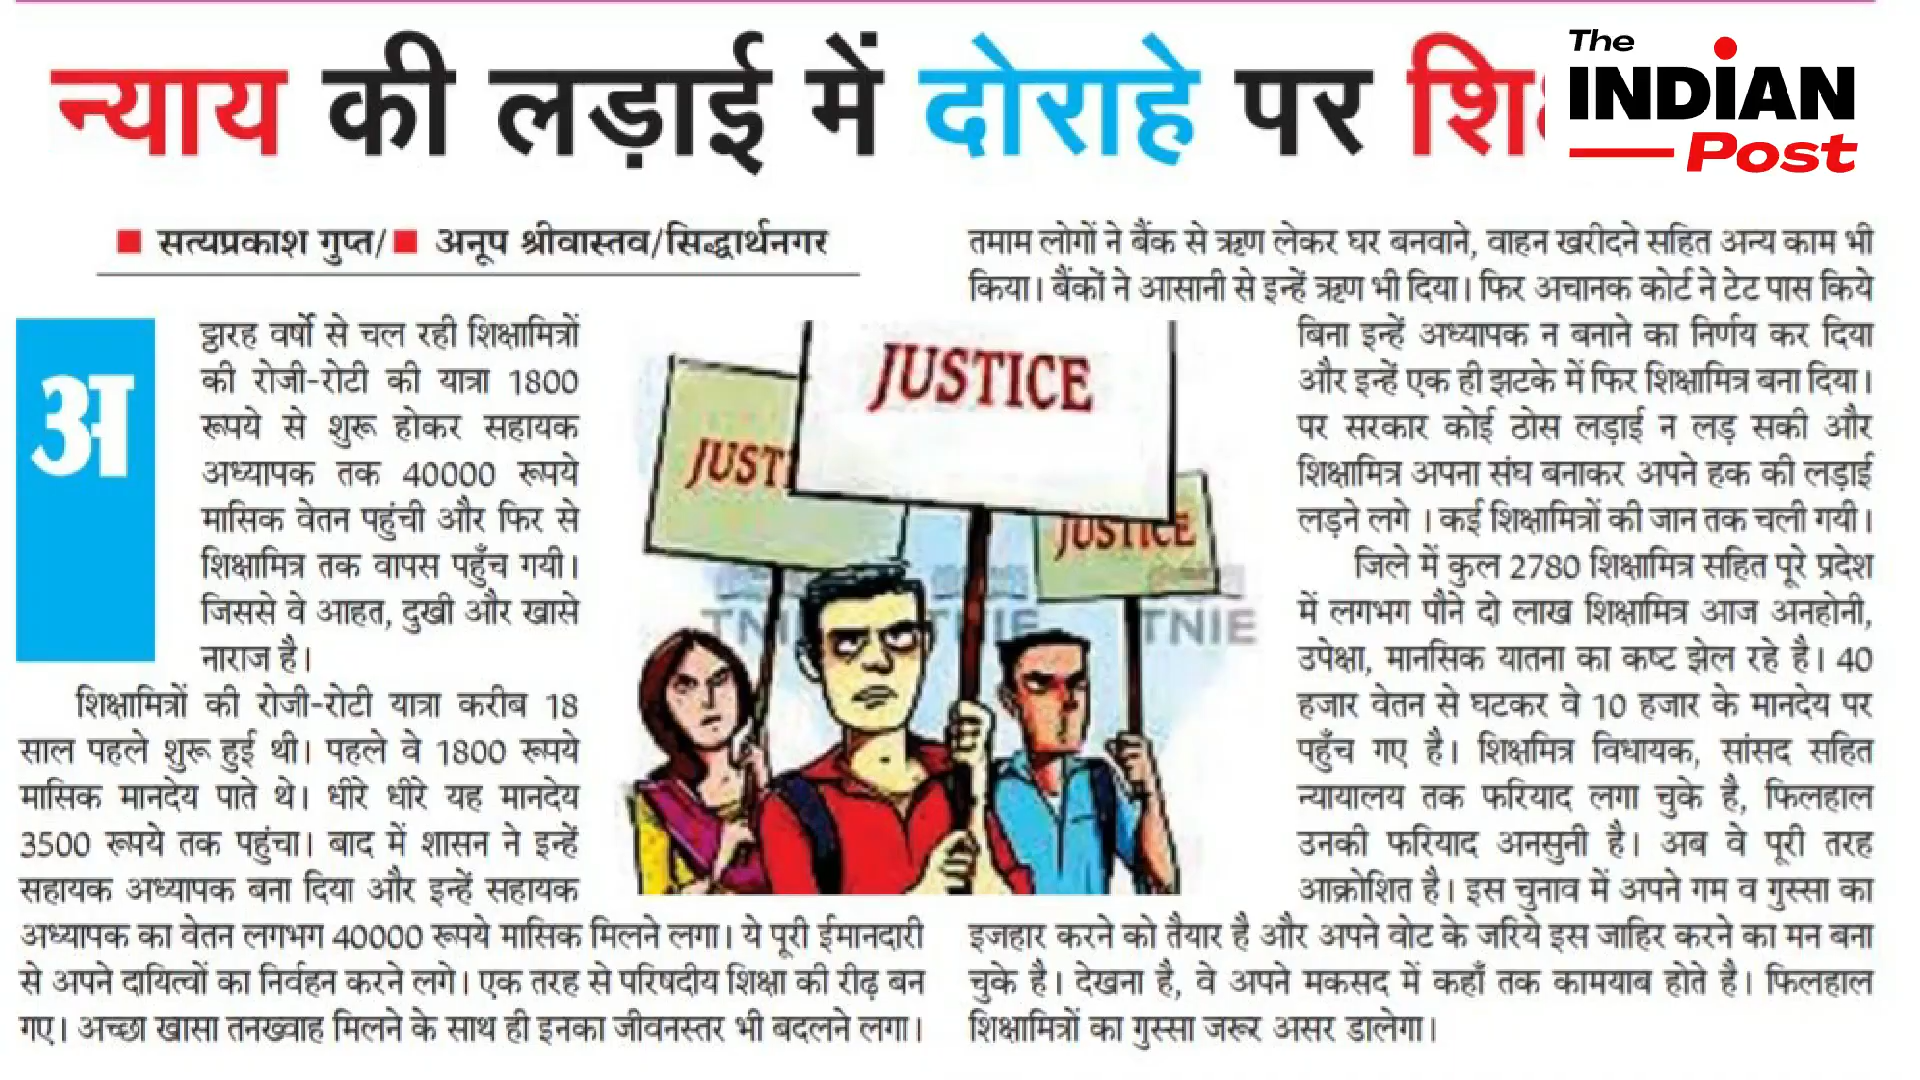 न्याय की लड़ाई में दोराहे पर
The
INDIAN
Post
■ सत्यप्रकाश गुप्त/■ अनूप श्रीवास्तव/सिद्धार्थनगर
अ
ट्ठारह वर्षो से चल रही शिक्षामित्रों
की रोजी-रोटी की यात्रा 1800
रूपये से शुरू होकर सहायक
अध्यापक तक 40000 रूपये
मासिक वेतन पहुंची और फिर से
शिक्षामित्र तक वापस पहुँच गयी।
जिससे वे आहत, दुखी और खासे
नाराज है।
शिक्षामित्रों की रोजी-रोटी यात्रा करीब 18
साल पहले शुरू हुई थी। पहले वे 1800 रूपये
मासिक मानदेय पाते थे। धीरे धीरे यह मानदेय
3500 रूपये तक पहुंचा। बाद में शासन ने इन्हें
सहायक अध्यापक बना दिया और इन्हें सहायक
अध्यापक का वेतन लगभग 40000 रूपये मासिक मिलने लगा। ये पूरी ईमानदारी
से अपने दायित्वों का निर्वहन करने लगे। एक तरह से परिषदीय शिक्षा की रीढ़ बन
गए। अच्छा खासा तनख्वाह मिलने के साथ ही इनका जीवनस्तर भी बदलने लगा।
JUSTICE
JUST
JUSTICE
TNIE
TNIE
TNIE
तमाम लोगों ने बैंक से ऋण लेकर घर बनवाने, वाहन खरीदने सहित अन्य काम भी
किया। बैंकों ने आसानी से इन्हें ऋण भी दिया। फिर अचानक कोर्ट ने टेट पास किये
बिना इन्हें अध्यापक न बनाने का निर्णय कर दिया
और इन्हें एक ही झटके में फिर शिक्षामित्र बना दिया।
पर सरकार कोई ठोस लड़ाई न लड़ सकी और
शिक्षामित्र अपना संघ बनाकर अपने हक की लड़ाई
लड़ने लगे । कई शिक्षामित्रों की जान तक चली गयी।
जिले में कुल 2780 शिक्षामित्र सहित पूरे प्रदेश
में लगभग पौने दो लाख शिक्षामित्र आज अनहोनी,
उपेक्षा, मानसिक यातना का कष्ट झेल रहे है। 40
हजार वेतन से घटकर वे 10 हजार के मानदेय पर
पहुँच गए है। शिक्षमित्र विधायक, सांसद सहित
न्यायालय तक फरियाद लगा चुके है, फिलहाल
उनकी फरियाद अनसुनी है। अब वे पूरी तरह
आक्रोशित है। इस चुनाव में अपने गम व गुस्सा का
इजहार करने को तैयार है और अपने वोट के जरिये इस जाहिर करने का मन बना
चुके है। देखना है, वे अपने मकसद में कहाँ तक कामयाब होते है। फिलहाल
शिक्षामित्रों का गुस्सा जरूर असर डालेगा।